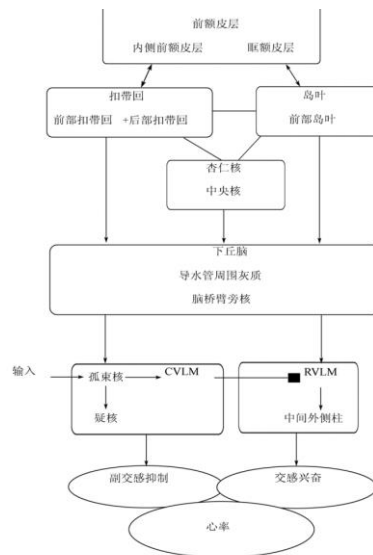 前额皮层
内侧前额皮层 眶额皮层
扣带回 岛叶
前部扣带回 +后部扣带回 前部岛叶
杏仁核
中央核
下丘脑
导水管周围灰质
脑桥臂旁核
输入 孤束核 CVLM RVLM
疑核 中间外侧柱
副交感抑制 交感兴奋
心率